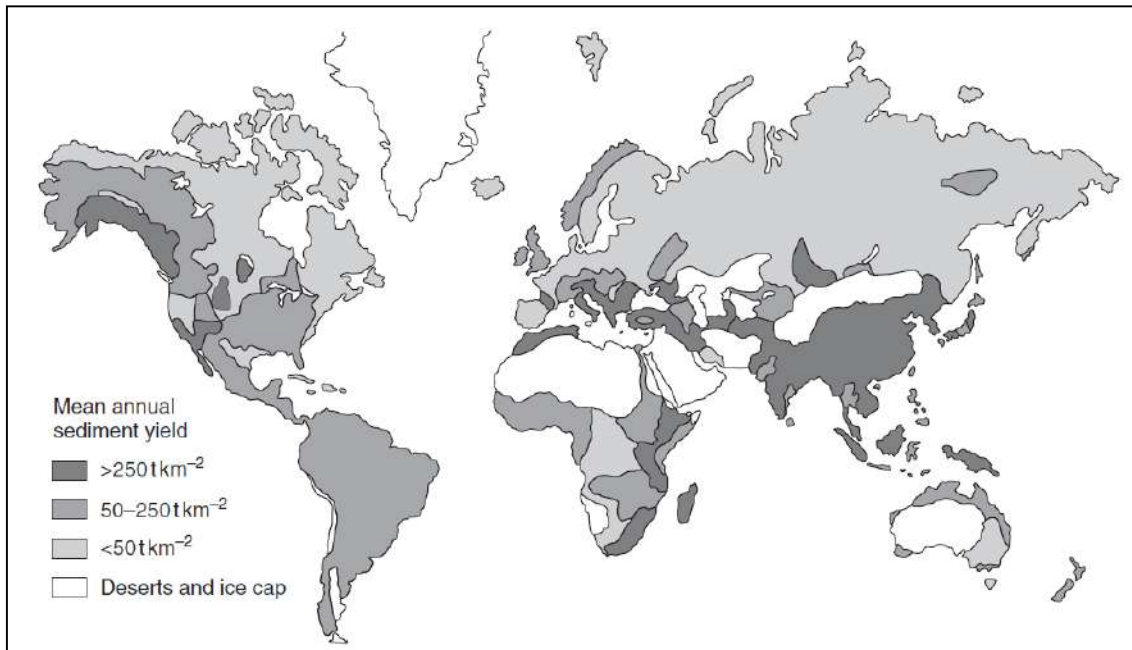 Mean annual
sediment yield
>250 t km⁻²
50–250 t km⁻²
<50 t km⁻²
Deserts and ice cap